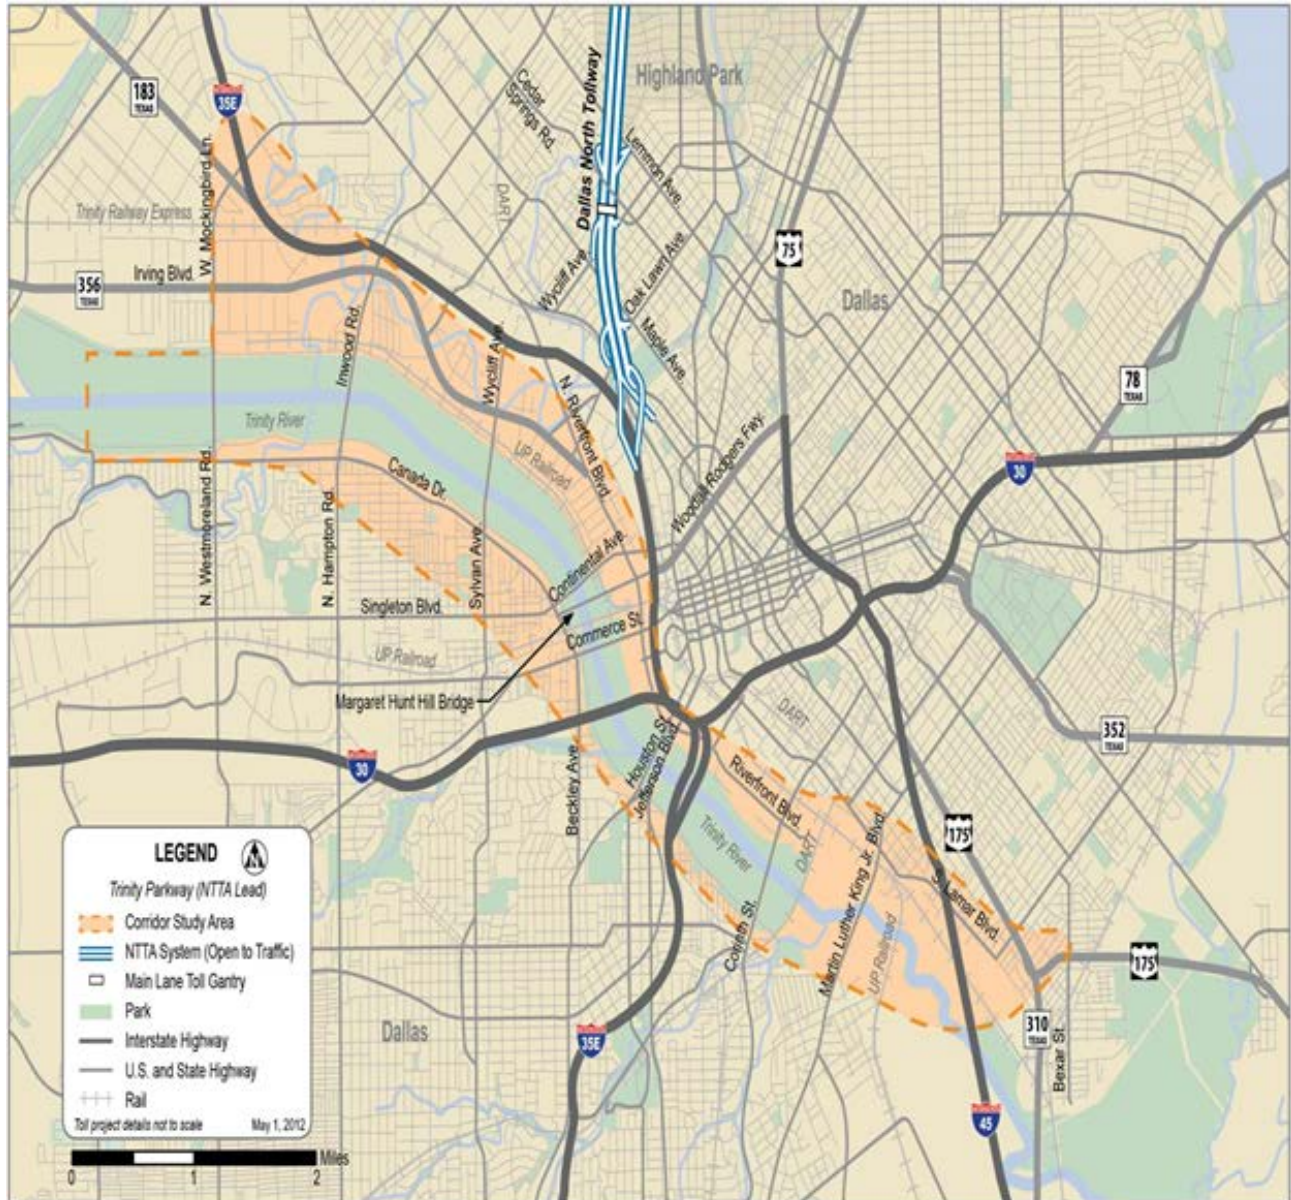 183
TEXAS
35E
Cedar
Springs Rd.
Dallas North Tollway
Highland Park
Lemmon Ave.
W. Mockingbird Ln.
Trinity Railway Express
DART
75
356
TEXAS
Irving Blvd.
Wycliff Ave.
Oak Lawn Ave
Dallas
Maple Ave.
Inwood Rd.
Wycliff Ave.
N. Riverfront Blvd.
78
TEXAS
Trinity River
UP Railroad
Canada Dr.
Woodall Rodgers Fwy.
30
N. Westmoreland Rd.
N. Hampton Rd.
Sylvan Ave.
Continental Ave.
Singleton Blvd.
Commerce St.
UP Railroad
Margaret Hunt Hill Bridge
DART
352
TEXAS
30
Houston St.
Jefferson Blvd.
Beckley Ave.
Riverfront Blvd.
Trinity River
DART
Martin Luther King Jr. Blvd.
175
S. Lamar Blvd.
Corinth St.
UP Railroad
175
310
TEXAS
Bexar St.
Dallas
35E
45
LEGEND
N
Trinity Parkway (NTTA Lead)
Corridor Study Area
NTTA System (Open to Traffic)
Main Lane Toll Gantry
Park
Interstate Highway
U.S. and State Highway
Rail
Toll project details not to scale May 1, 2012
Miles
0 1 2